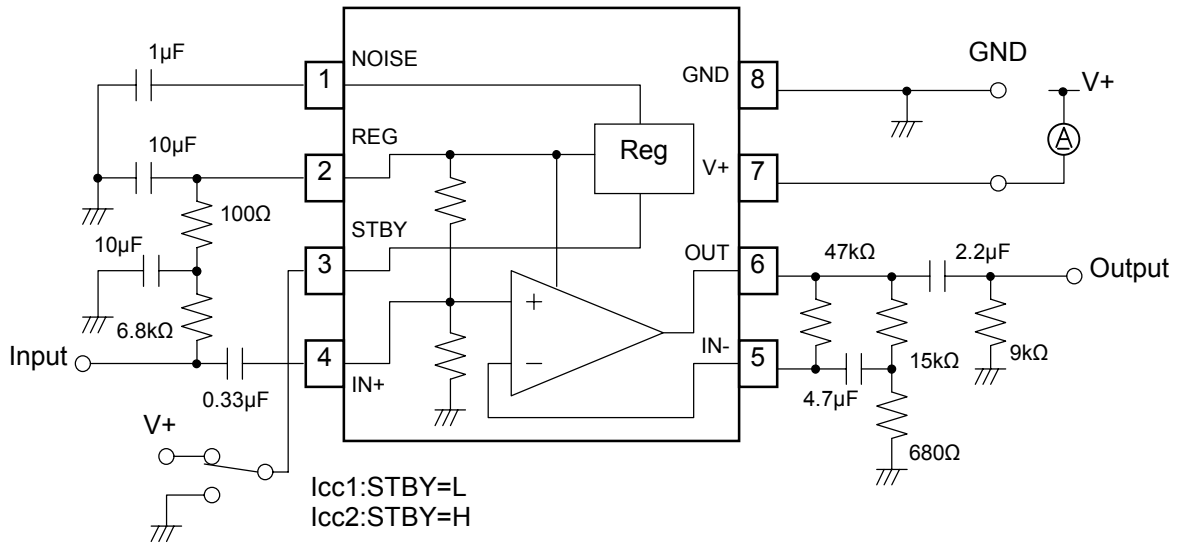 1µF
1
NOISE
10µF
2
REG
100Ω
10µF
3
STBY
6.8kΩ
Input
4
IN+
0.33µF
V+
Icc1:STBY=L
Icc2:STBY=H
Reg
+
−
GND
8
GND
V+
A
V+
7
OUT
6
47kΩ
2.2µF
Output
IN-
5
15kΩ
9kΩ
4.7µF
680Ω